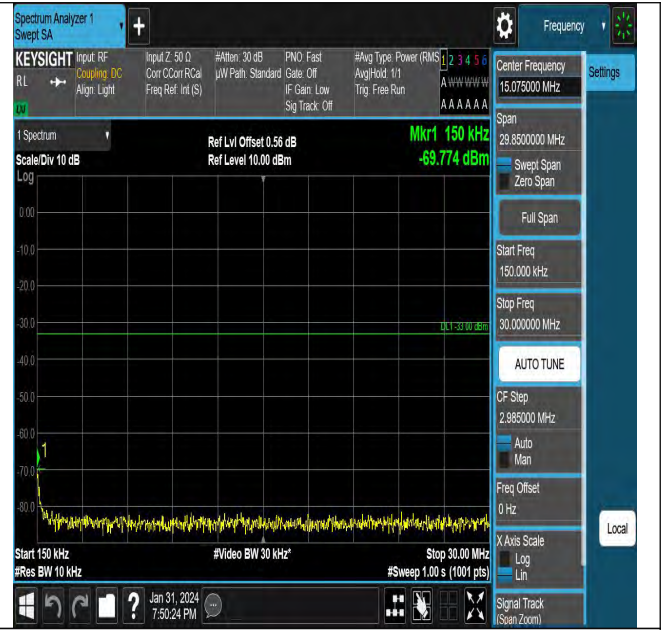 Spectrum Analyzer 1
Swept SA
+
Frequency
KEYSIGHT
RL
Input: RF
Coupling: DC
Align: Light
Input Z: 50 Ω
Corr CCorr RCal
Freq Ref: Int (S)
#Atten: 30 dB
µW Path: Standard
PNO: Fast
Gate: Off
IF Gain: Low
Sig Track: Off
#Avg Type: Power (RMS
Avg|Hold: 1/1
Trig: Free Run
1 2 3 4 5 6
A W W W W W
A A A A A A
1 Spectrum
Scale/Div 10 dB
Log
Ref Lvl Offset 0.56 dB
Ref Level 10.00 dBm
Mkr1 150 kHz
-69.774 dBm
0.00
-10.0
-20.0
-30.0
DL1 -33.00 dBm
-40.0
-50.0
-60.0
1
-70.0
-80.0
Start 150 kHz
#Res BW 10 kHz
#Video BW 30 kHz*
Stop 30.00 MHz
#Sweep 1.00 s (1001 pts)
?
Jan 31, 2024
7:50:24 PM
Center Frequency
15.075000 MHz
Settings
Span
29.8500000 MHz
Swept Span
Zero Span
Full Span
Start Freq
150.000 kHz
Stop Freq
30.000000 MHz
AUTO TUNE
CF Step
2.985000 MHz
Auto
Man
Freq Offset
0 Hz
X Axis Scale
Log
Lin
Local
Signal Track
(Span Zoom)